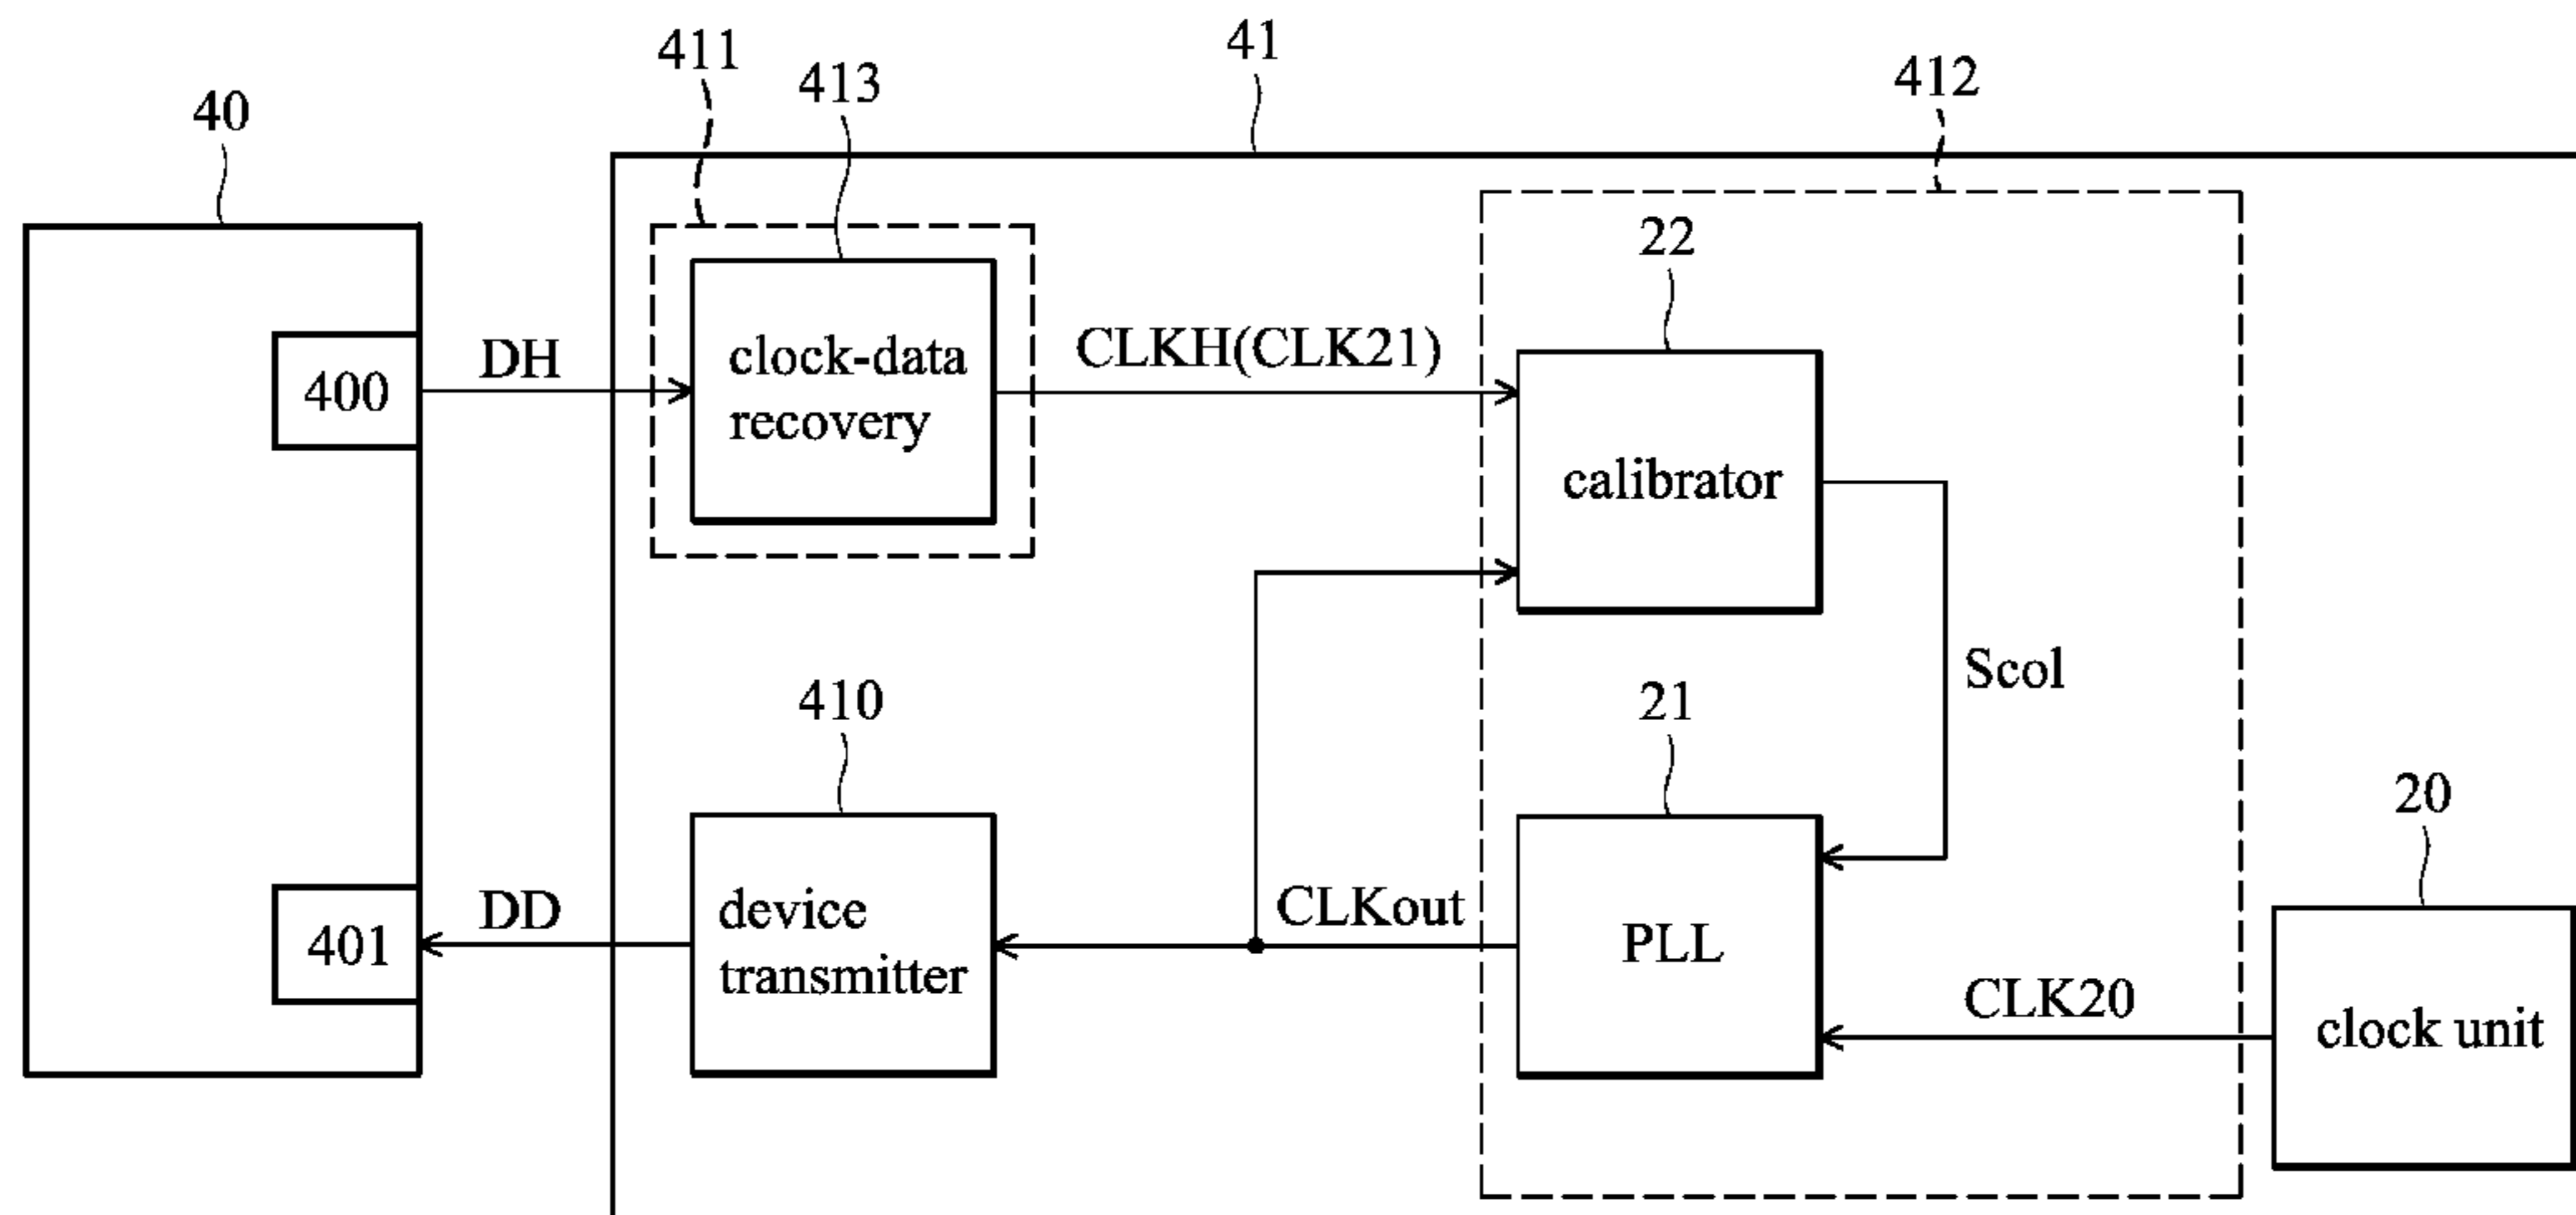 41
411
412
413
40
22
DH
CLKH(CLK21)
400
clock-data
recovery
calibrator
Scol
410
21
20
DD
CLKout
401
device
transmitter
PLL
CLK20
clock unit